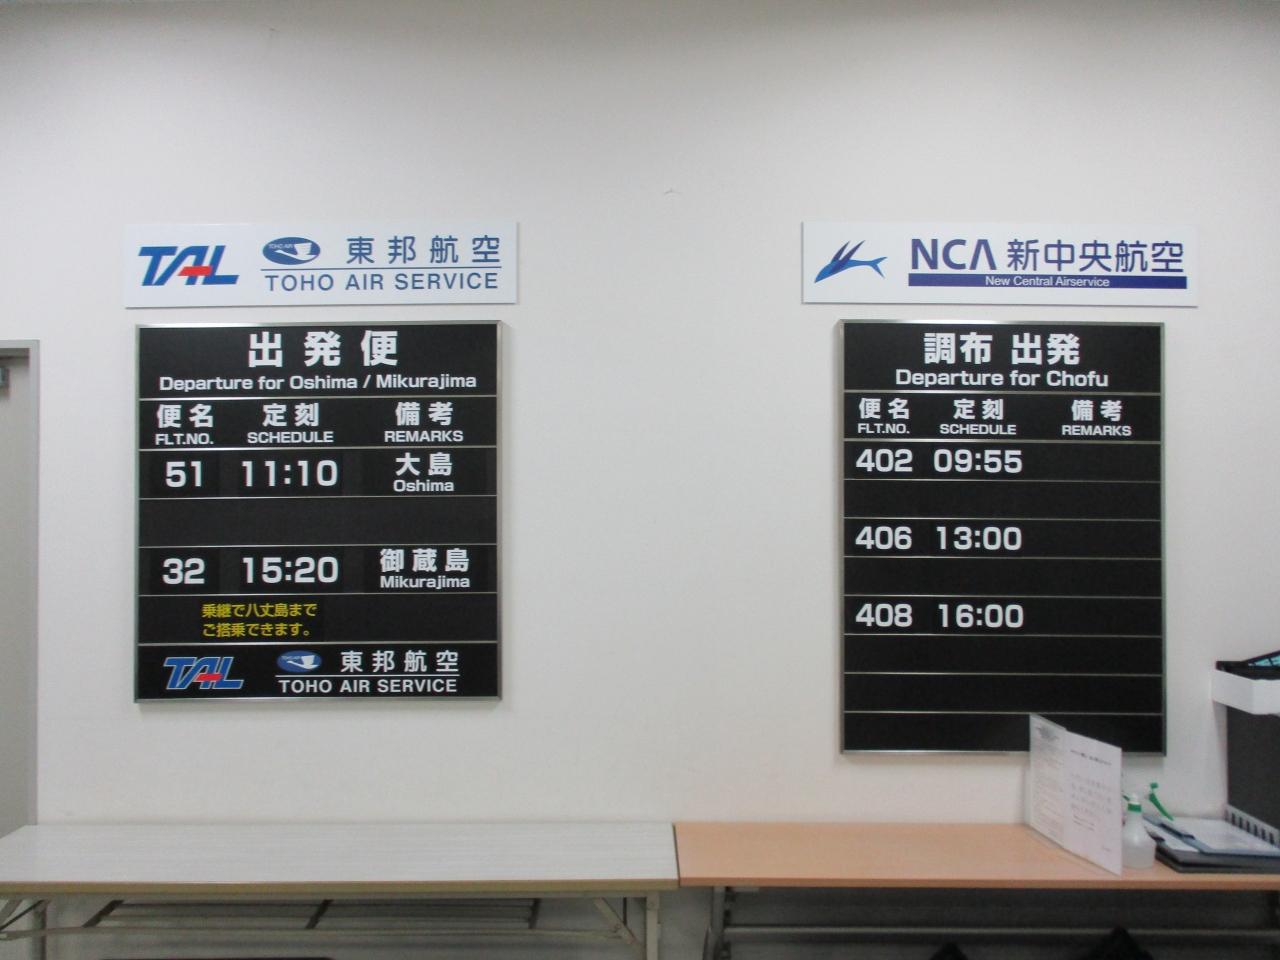 TAL 東邦航空
TOHO AIR SERVICE
出発便
Departure for Oshima / Mikurajima
便名 定刻 備考
FLT.NO. SCHEDULE REMARKS
51 11:10 大島
Oshima
32 15:20 御蔵島
Mikurajima
乗継で八丈島まで
ご搭乗できます。
TAL 東邦航空
TOHO AIR SERVICE
NCA 新中央航空
New Central Airservice
調布 出発
Departure for Chofu
便名 定刻 備考
FLT.NO. SCHEDULE REMARKS
402 09:55
406 13:00
408 16:00